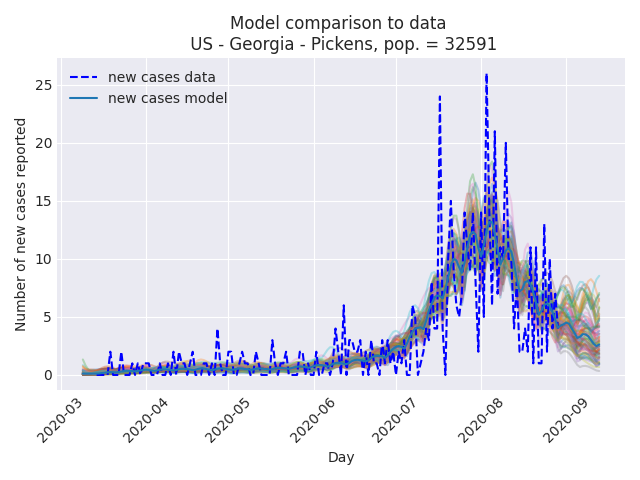 Model comparison to data
US - Georgia - Pickens, pop. = 32591
new cases data
new cases model
Number of new cases reported
25
20
15
10
5
0
2020-03
2020-04
2020-05
2020-06
2020-07
2020-08
2020-09
Day